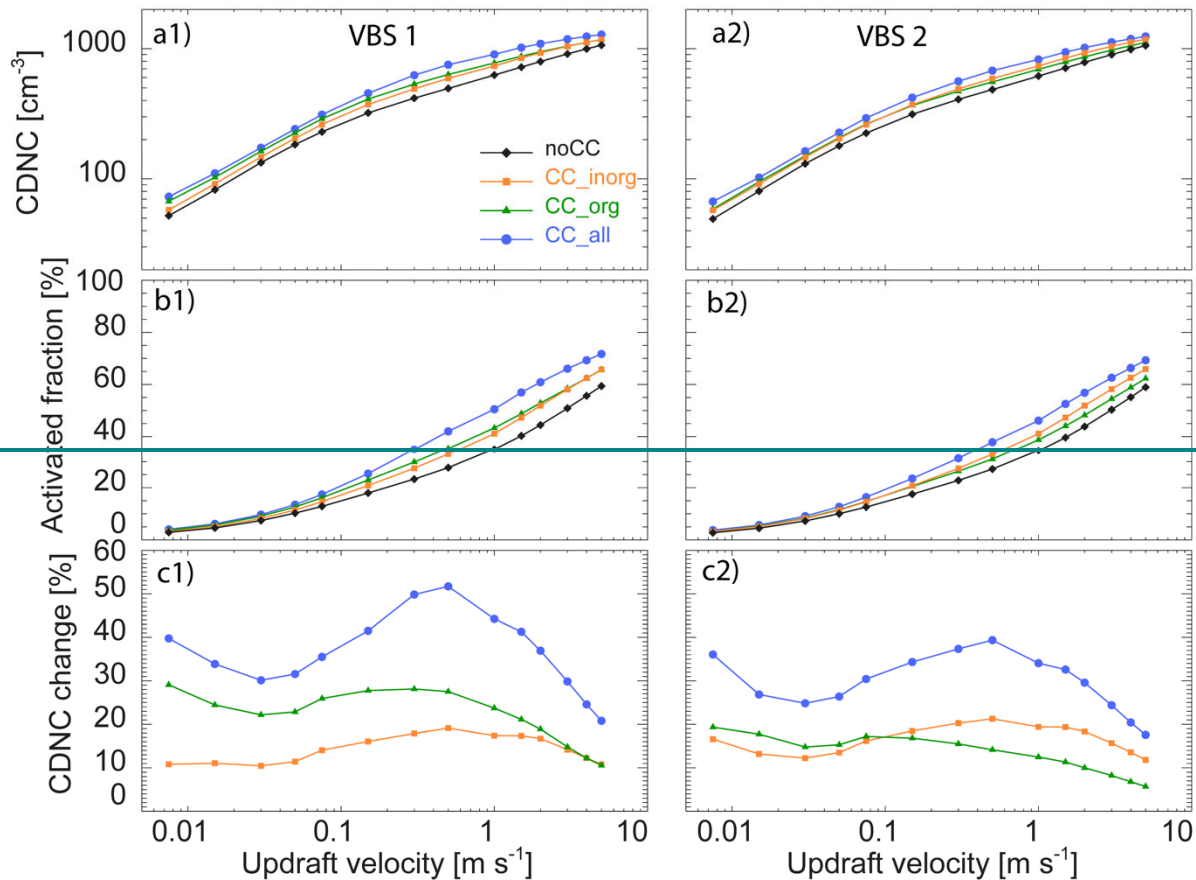 a1) VBS 1
a2) VBS 2
CDNC [cm⁻³]
1000
100
noCC
CC_inorg
CC_org
CC_all
b1)
b2)
Activated fraction [%]
100
80
60
40
20
0
c1)
c2)
CDNC change [%]
60
50
40
30
20
10
0
0.01 0.1 1 10
0.01 0.1 1 10
Updraft velocity [m s⁻¹]
Updraft velocity [m s⁻¹]